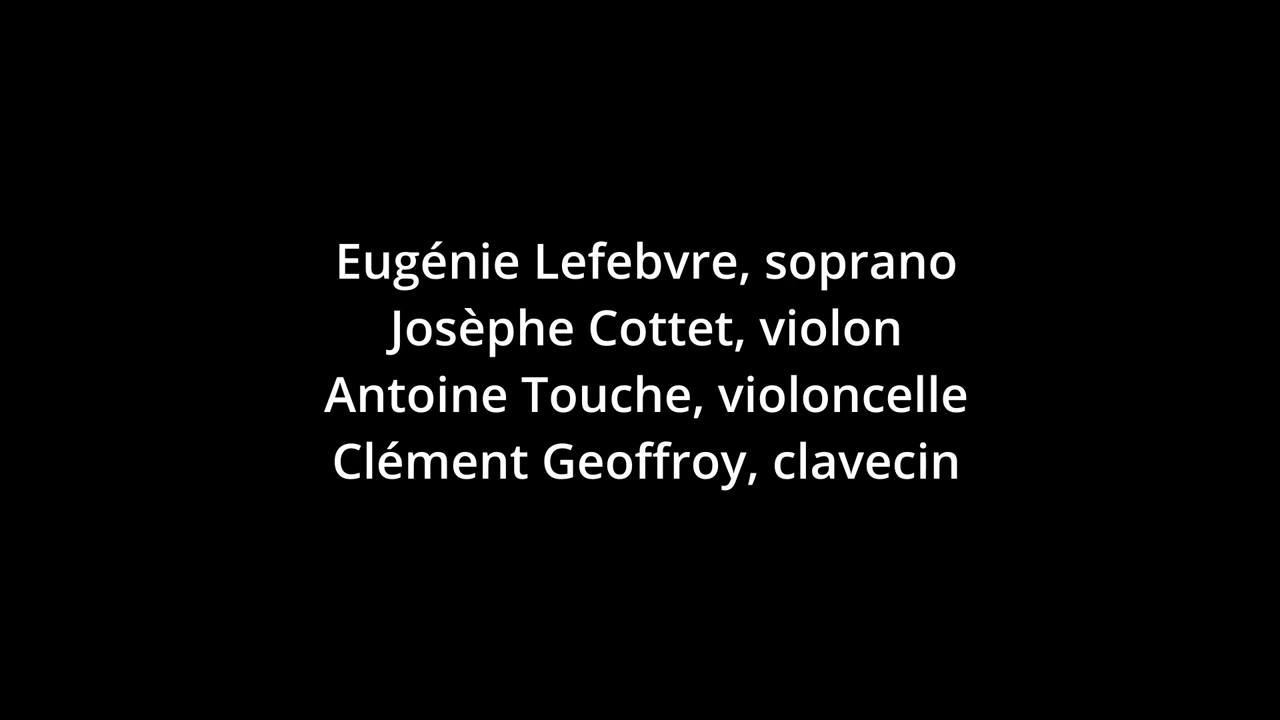 Eugénie Lefebvre, soprano
Josèphe Cottet, violon
Antoine Touche, violoncelle
Clément Geoffroy, clavecin